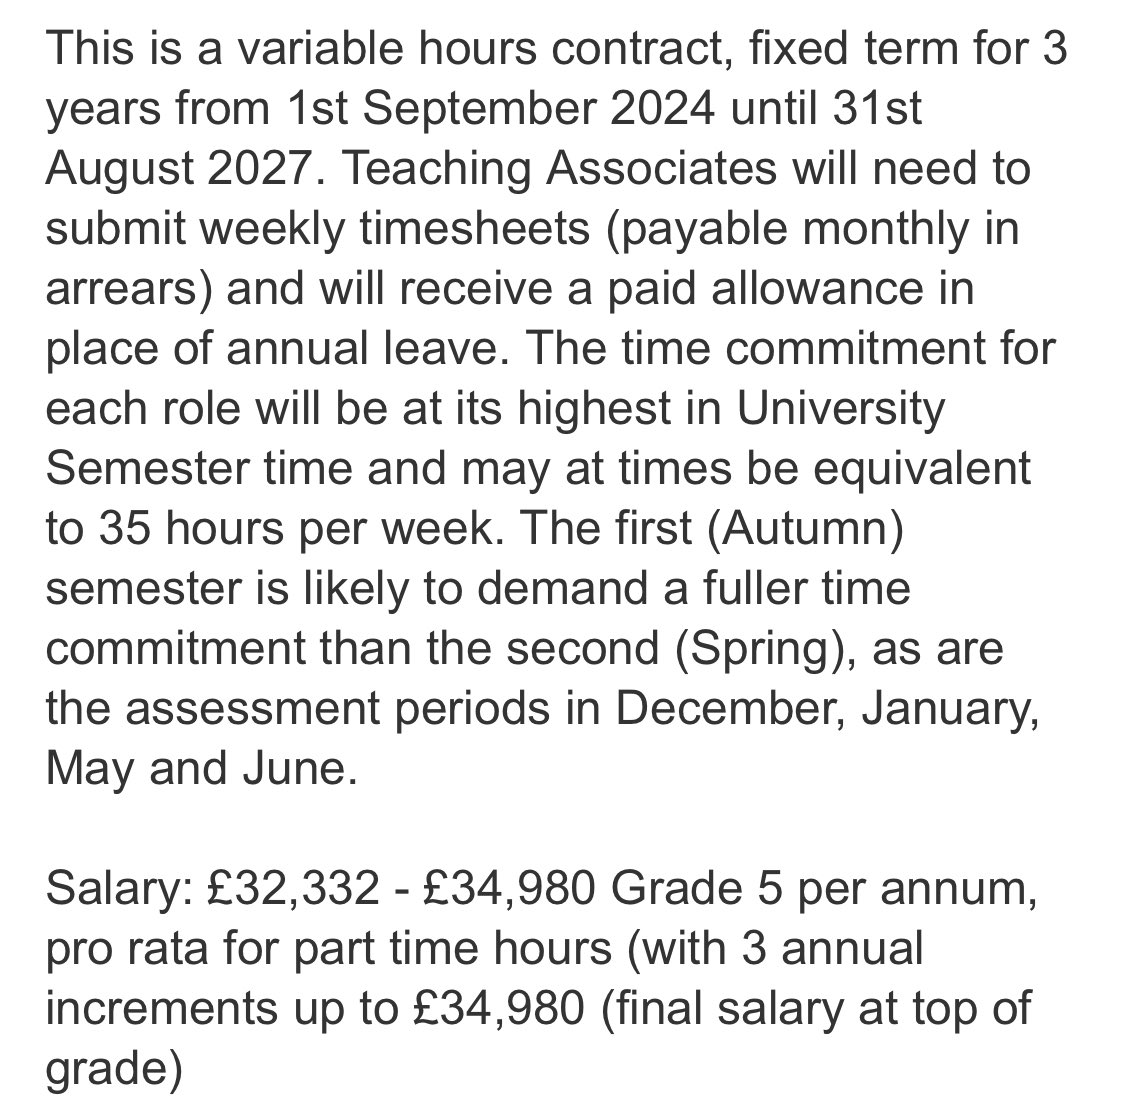 This is a variable hours contract, fixed term for 3
years from 1st September 2024 until 31st
August 2027. Teaching Associates will need to
submit weekly timesheets (payable monthly in
arrears) and will receive a paid allowance in
place of annual leave. The time commitment for
each role will be at its highest in University
Semester time and may at times be equivalent
to 35 hours per week. The first (Autumn)
semester is likely to demand a fuller time
commitment than the second (Spring), as are
the assessment periods in December, January,
May and June.
Salary: £32,332 - £34,980 Grade 5 per annum,
pro rata for part time hours (with 3 annual
increments up to £34,980 (final salary at top of
grade)